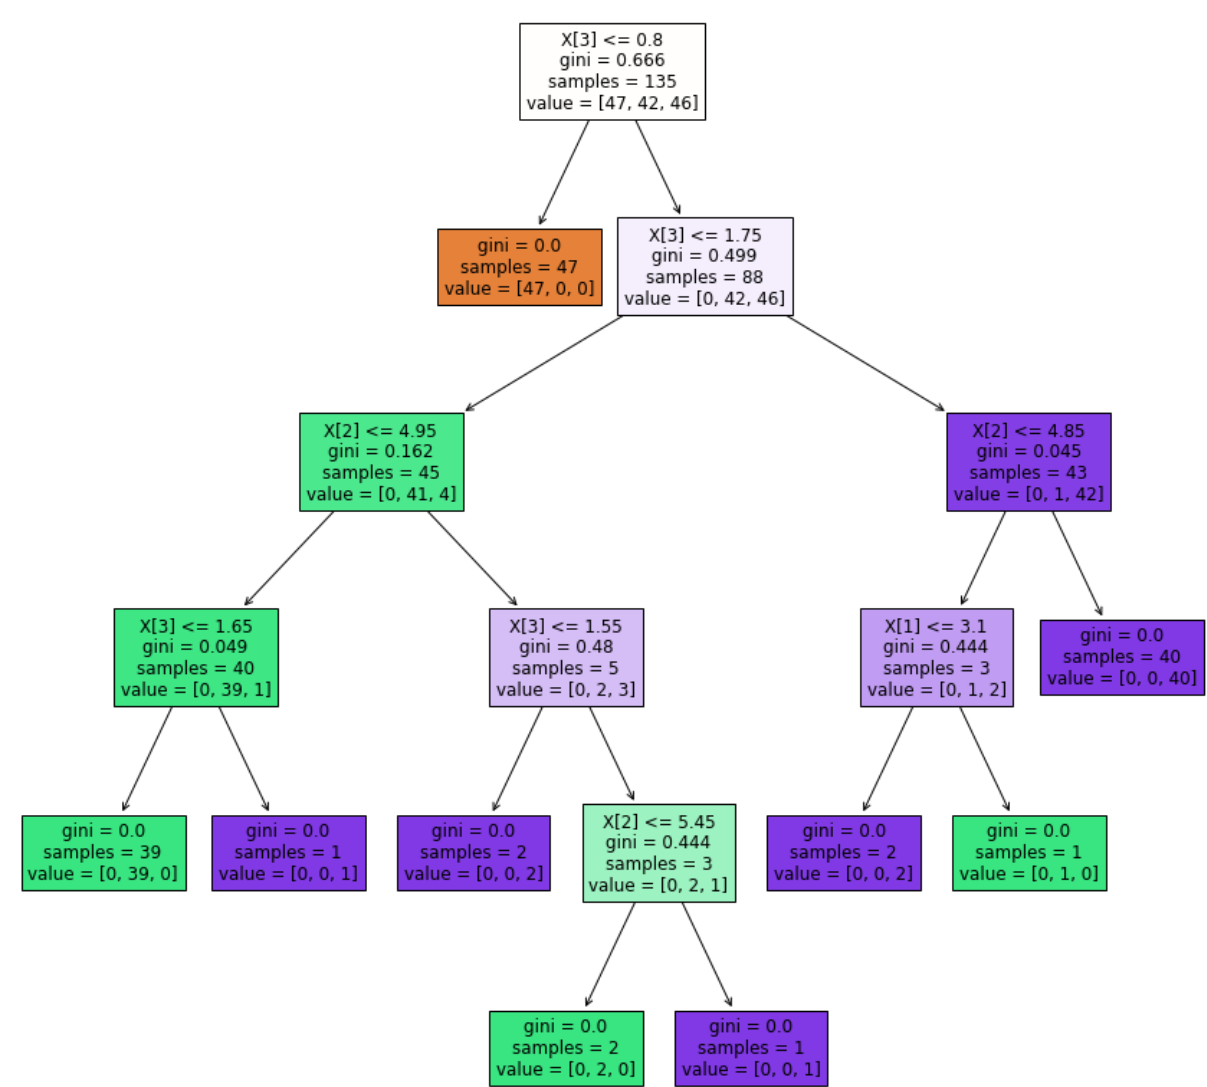 X[3] <= 0.8
gini = 0.666
samples = 135
value = [47, 42, 46]
gini = 0.0
samples = 47
value = [47, 0, 0]
X[3] <= 1.75
gini = 0.499
samples = 88
value = [0, 42, 46]
X[2] <= 4.95
gini = 0.162
samples = 45
value = [0, 41, 4]
X[2] <= 4.85
gini = 0.045
samples = 43
value = [0, 1, 42]
X[3] <= 1.65
gini = 0.049
samples = 40
value = [0, 39, 1]
X[3] <= 1.55
gini = 0.48
samples = 5
value = [0, 2, 3]
X[1] <= 3.1
gini = 0.444
samples = 3
value = [0, 1, 2]
gini = 0.0
samples = 40
value = [0, 0, 40]
gini = 0.0
samples = 39
value = [0, 39, 0]
gini = 0.0
samples = 1
value = [0, 0, 1]
gini = 0.0
samples = 2
value = [0, 0, 2]
X[2] <= 5.45
gini = 0.444
samples = 3
value = [0, 2, 1]
gini = 0.0
samples = 2
value = [0, 0, 2]
gini = 0.0
samples = 1
value = [0, 1, 0]
gini = 0.0
samples = 2
value = [0, 2, 0]
gini = 0.0
samples = 1
value = [0, 0, 1]